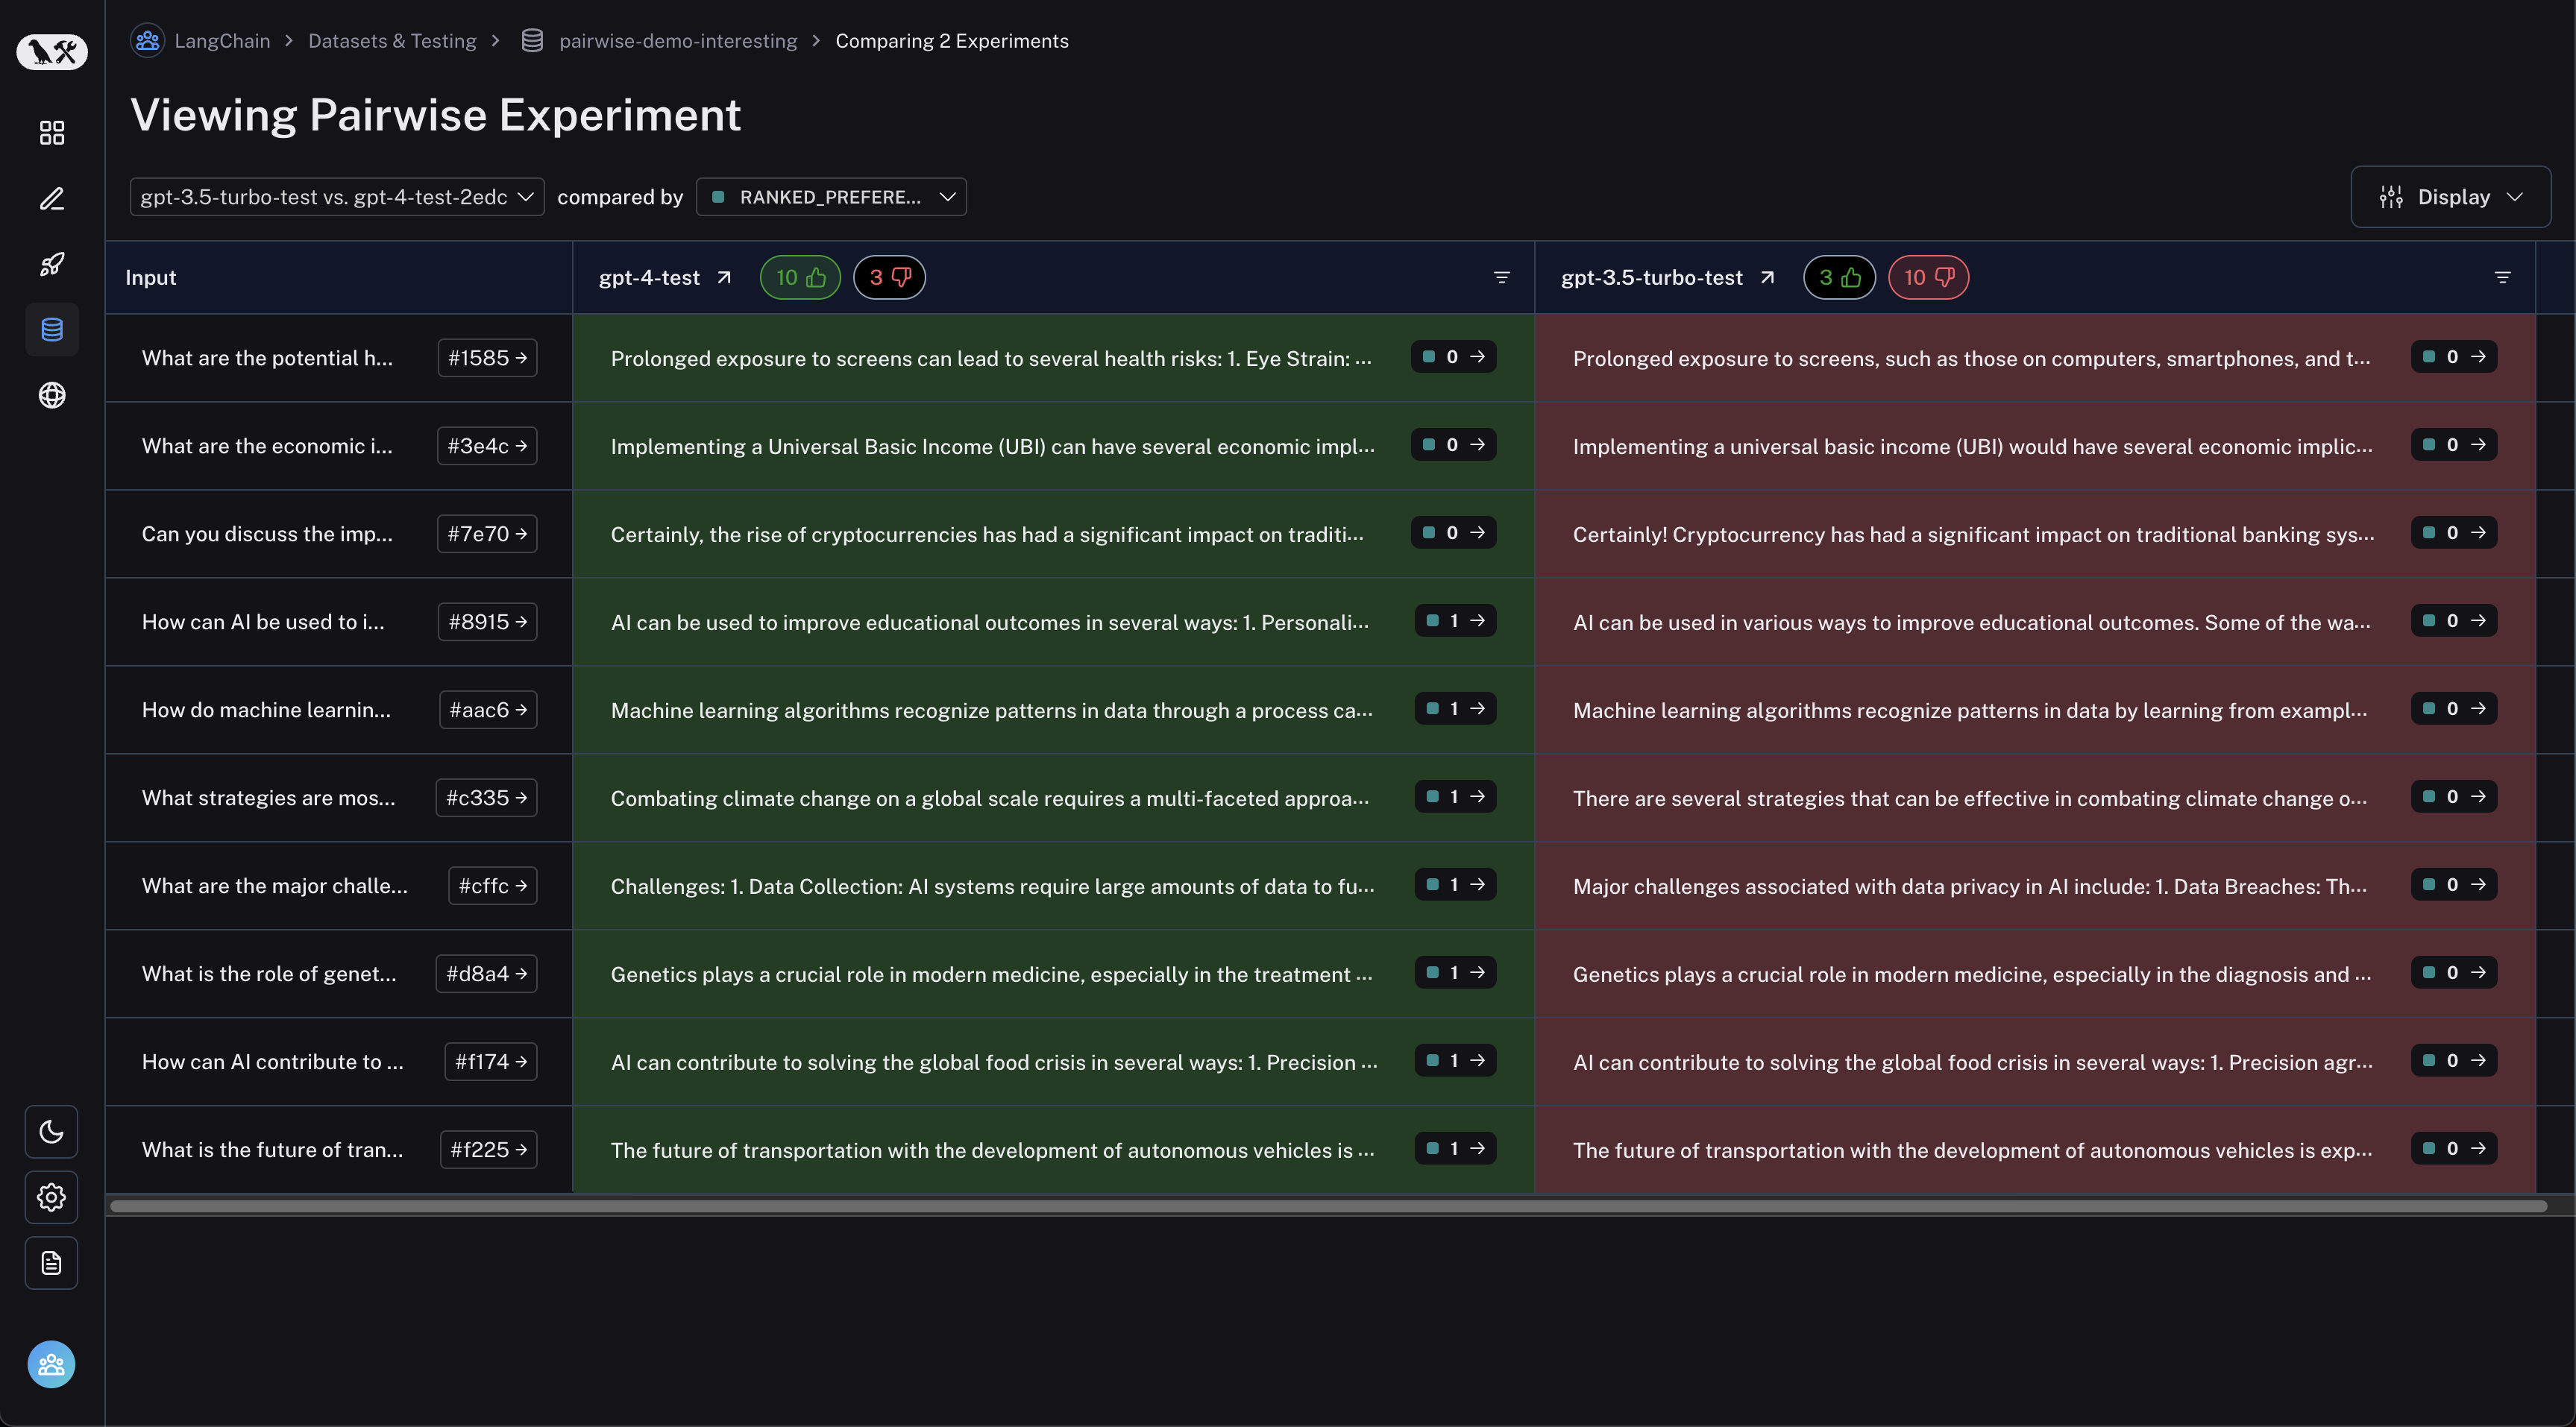 LangChain > Datasets & Testing > pairwise-demo-interesting > Comparing 2 Experiments
Viewing Pairwise Experiment
gpt-3.5-turbo-test vs. gpt-4-test-2edc compared by RANKED_PREFERE... Display
Input gpt-4-test 10 3 gpt-3.5-turbo-test 3 10
What are the potential h... #1585 → Prolonged exposure to screens can lead to several health risks: 1. Eye Strain: ... 0 → Prolonged exposure to screens, such as those on computers, smartphones, and t... 0 →
What are the economic i... #3e4c → Implementing a Universal Basic Income (UBI) can have several economic impl... 0 → Implementing a universal basic income (UBI) would have several economic implic... 0 →
Can you discuss the imp... #7e70 → Certainly, the rise of cryptocurrencies has had a significant impact on traditi... 0 → Certainly! Cryptocurrency has had a significant impact on traditional banking sys... 0 →
How can AI be used to i... #8915 → AI can be used to improve educational outcomes in several ways: 1. Personali... 1 → AI can be used in various ways to improve educational outcomes. Some of the wa... 0 →
How do machine learnin... #aac6 → Machine learning algorithms recognize patterns in data through a process ca... 1 → Machine learning algorithms recognize patterns in data by learning from exampl... 0 →
What strategies are mos... #c335 → Combating climate change on a global scale requires a multi-faceted approa... 1 → There are several strategies that can be effective in combating climate change o... 0 →
What are the major challe... #cffc → Challenges: 1. Data Collection: AI systems require large amounts of data to fu... 1 → Major challenges associated with data privacy in AI include: 1. Data Breaches: Th... 0 →
What is the role of genet... #d8a4 → Genetics plays a crucial role in modern medicine, especially in the treatment ... 1 → Genetics plays a crucial role in modern medicine, especially in the diagnosis and ... 0 →
How can AI contribute to ... #f174 → AI can contribute to solving the global food crisis in several ways: 1. Precision ... 1 → AI can contribute to solving the global food crisis in several ways: 1. Precision agr... 0 →
What is the future of tran... #f225 → The future of transportation with the development of autonomous vehicles is ... 1 → The future of transportation with the development of autonomous vehicles is exp... 0 →